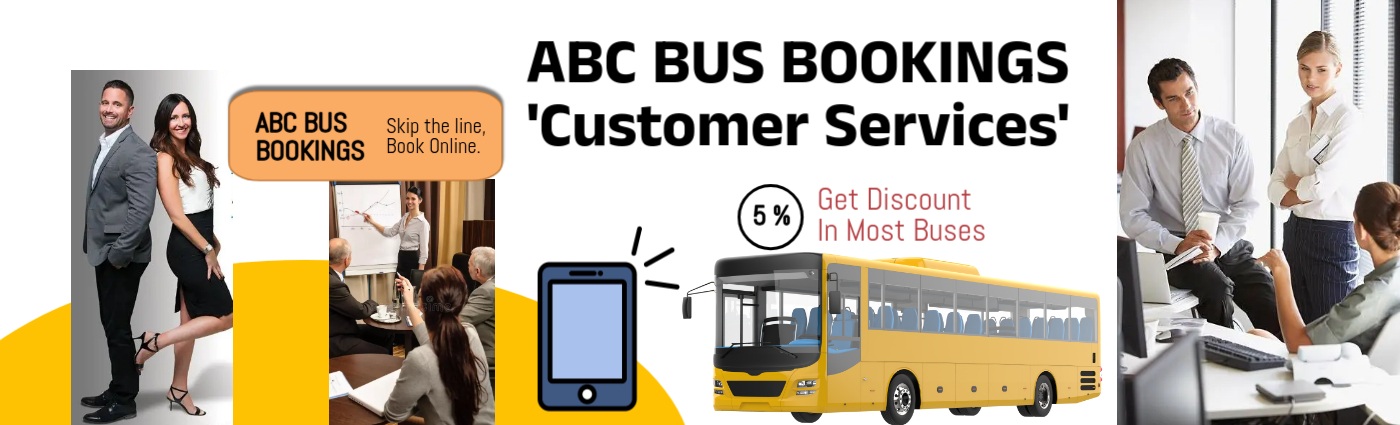 ABC BUS BOOKINGS
'Customer Services'
ABC BUS
BOOKINGS
Skip the line,
Book Online.
5 %
Get Discount
In Most Buses